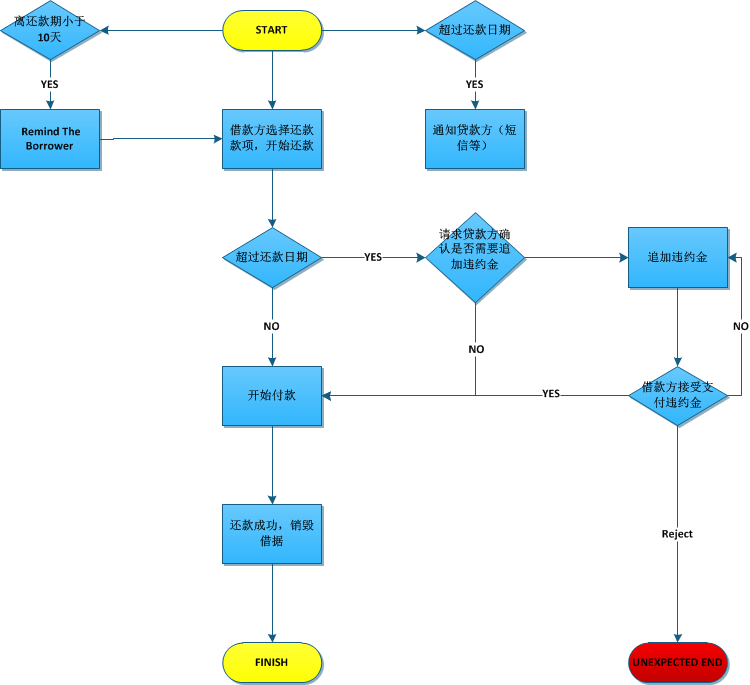 离还款期小于
10天
START
超过还款日期
YES
YES
Remind The
Borrower
借款方选择还款
款项，开始还款
通知贷款方（短
信等）
超过还款日期
YES
请求贷款方确
认是否需要追
加违约金
追加违约金
NO
NO
NO
开始付款
YES
借款方接受支
付违约金
还款成功，销毁
借据
Reject
FINISH
UNEXPECTED END